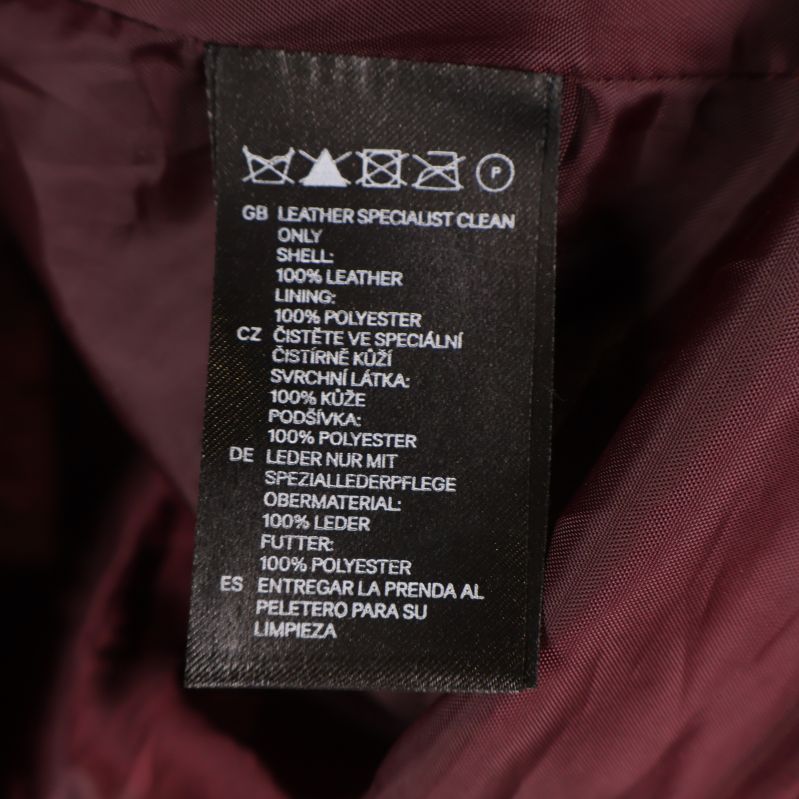 P
GB LEATHER SPECIALIST CLEAN
ONLY
SHELL:
100% LEATHER
LINING:
100% POLYESTER
CZ ČISTĚTE VE SPECIÁLNÍ
ČISTÍRNĚ KŮŽÍ
SVRCHNÍ LÁTKA:
100% KŮŽE
PODŠÍVKA:
100% POLYESTER
DE LEDER NUR MIT
SPEZIALLEDERPFLEGE
OBERMATERIAL:
100% LEDER
FUTTER:
100% POLYESTER
ES ENTREGAR LA PRENDA AL
PELETERO PARA SU
LIMPIEZA